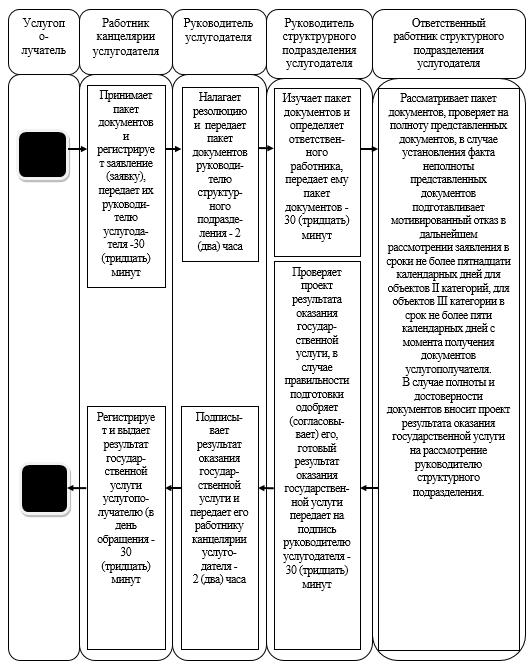 Услугоп
о-
лучатель
Работник
канцелярии
услугодателя
Руководитель
услугодателя
Руководитель
структрурного
подразделения
услугодателя
Ответственный
работник структурного
подразделения
услугодателя
Принимает
пакет
документов
и
регистрируе
т заявление
(заявку),
передает их
руководи-
телю
услугода-
теля -30
(тридцать)
минут
Налагает
резолюцию
и передает
пакет
документов
руководи-
телю
структур-
ного
подразде-
ления - 2
(два) часа
Изучает пакет
документов и
определяет
ответствен-
ного
работника,
передает ему
пакет
документов -
30 (тридцать)
минут
Рассматривает пакет
документов, проверяет на
полноту представленных
документов, в случае
установления факта
неполноты
представленных
документов
подготавливает
мотивированный отказ в
дальнейшем
рассмотрении заявления в
сроки не более пятнадцати
календарных дней для
объектов II категорий, для
объектов III категории в
срок не более пяти
календарных дней с
момента получения
документов
услугополучателя.
В случае полноты и
достоверности
документов вносит проект
результата оказания
государственной услуги
на рассмотрение
руководителю
структурного
подразделения.
Проверяет
проект
результата
оказания
государс-
твенной
услуги, в
случае
правильности
подготовки
одобряет
(согласовы-
вает) его,
готовый
результат
оказания
государствен-
ной услуги
передает на
подпись
руководителю
услугодателя -
30 (тридцать)
минут
Подписы-
вает
результат
оказания
государ-
ственной
услуги и
передает его
работнику
канцелярии
услуго-
дателя -
2 (два) часа
Регистрируе
т и выдает
результат
государ-
ственной
услуги
услугопо-
лучателю (в
день
обращения -
30
(тридцать)
минут